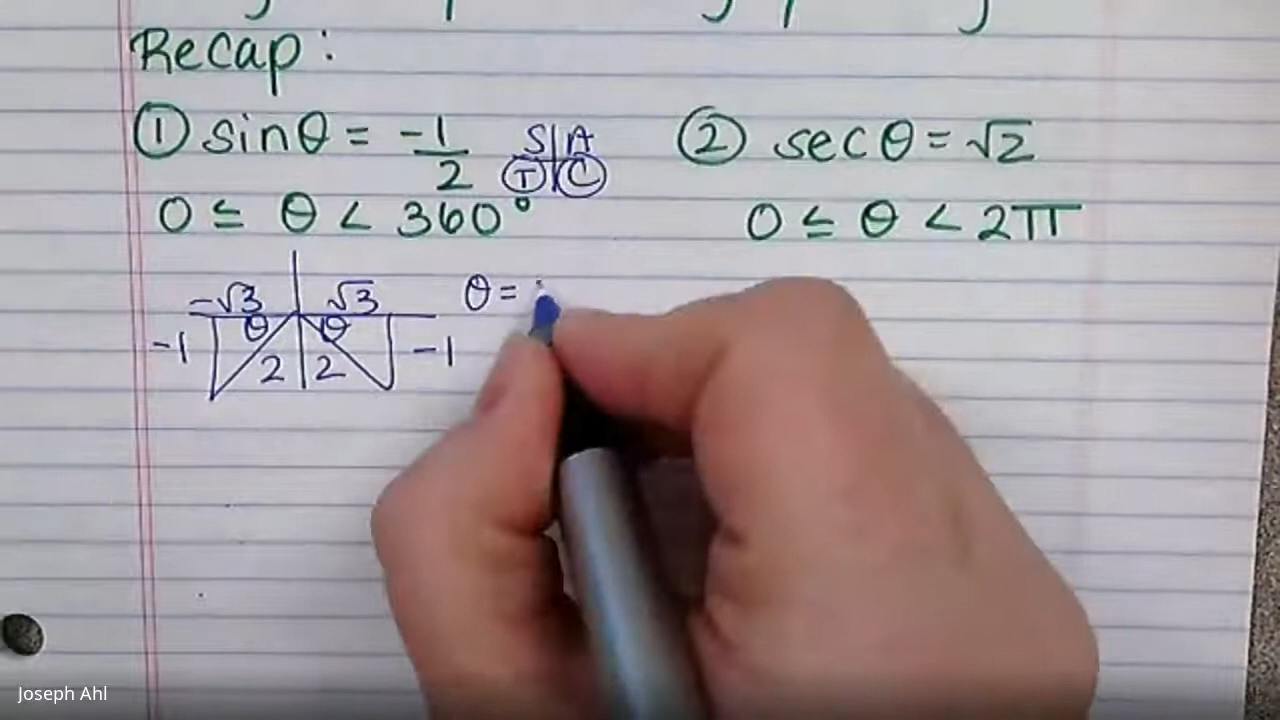 Recap:
① sinθ = -1/2
S A
T C
0 ≤ θ < 360°
② sec θ = √2
0 ≤ θ < 2π
-√3 √3
θ θ
-1 2 2 -1
θ =
Joseph Ahl